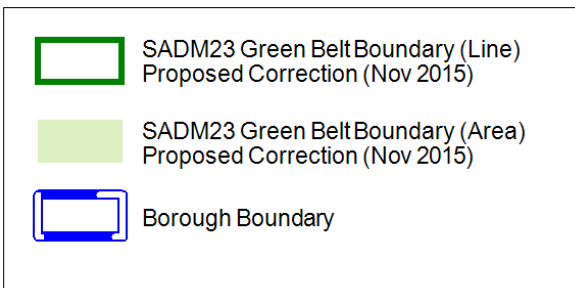 SADM23 Green Belt Boundary (Line)
Proposed Correction (Nov 2015)
SADM23 Green Belt Boundary (Area)
Proposed Correction (Nov 2015)
Borough Boundary